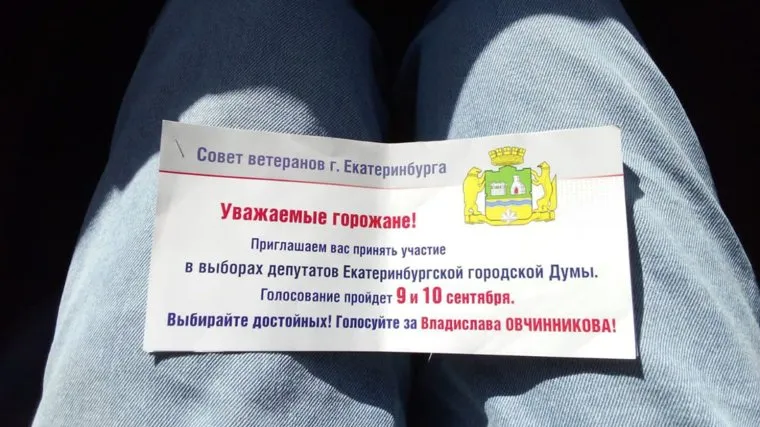 Совет ветеранов г. Екатеринбурга
Уважаемые горожане!
Приглашаем вас принять участие
в выборах депутатов Екатеринбургской городской Думы.
Голосование пройдет 9 и 10 сентября.
Выбирайте достойных! Голосуйте за Владислава ОВЧИННИКОВА!